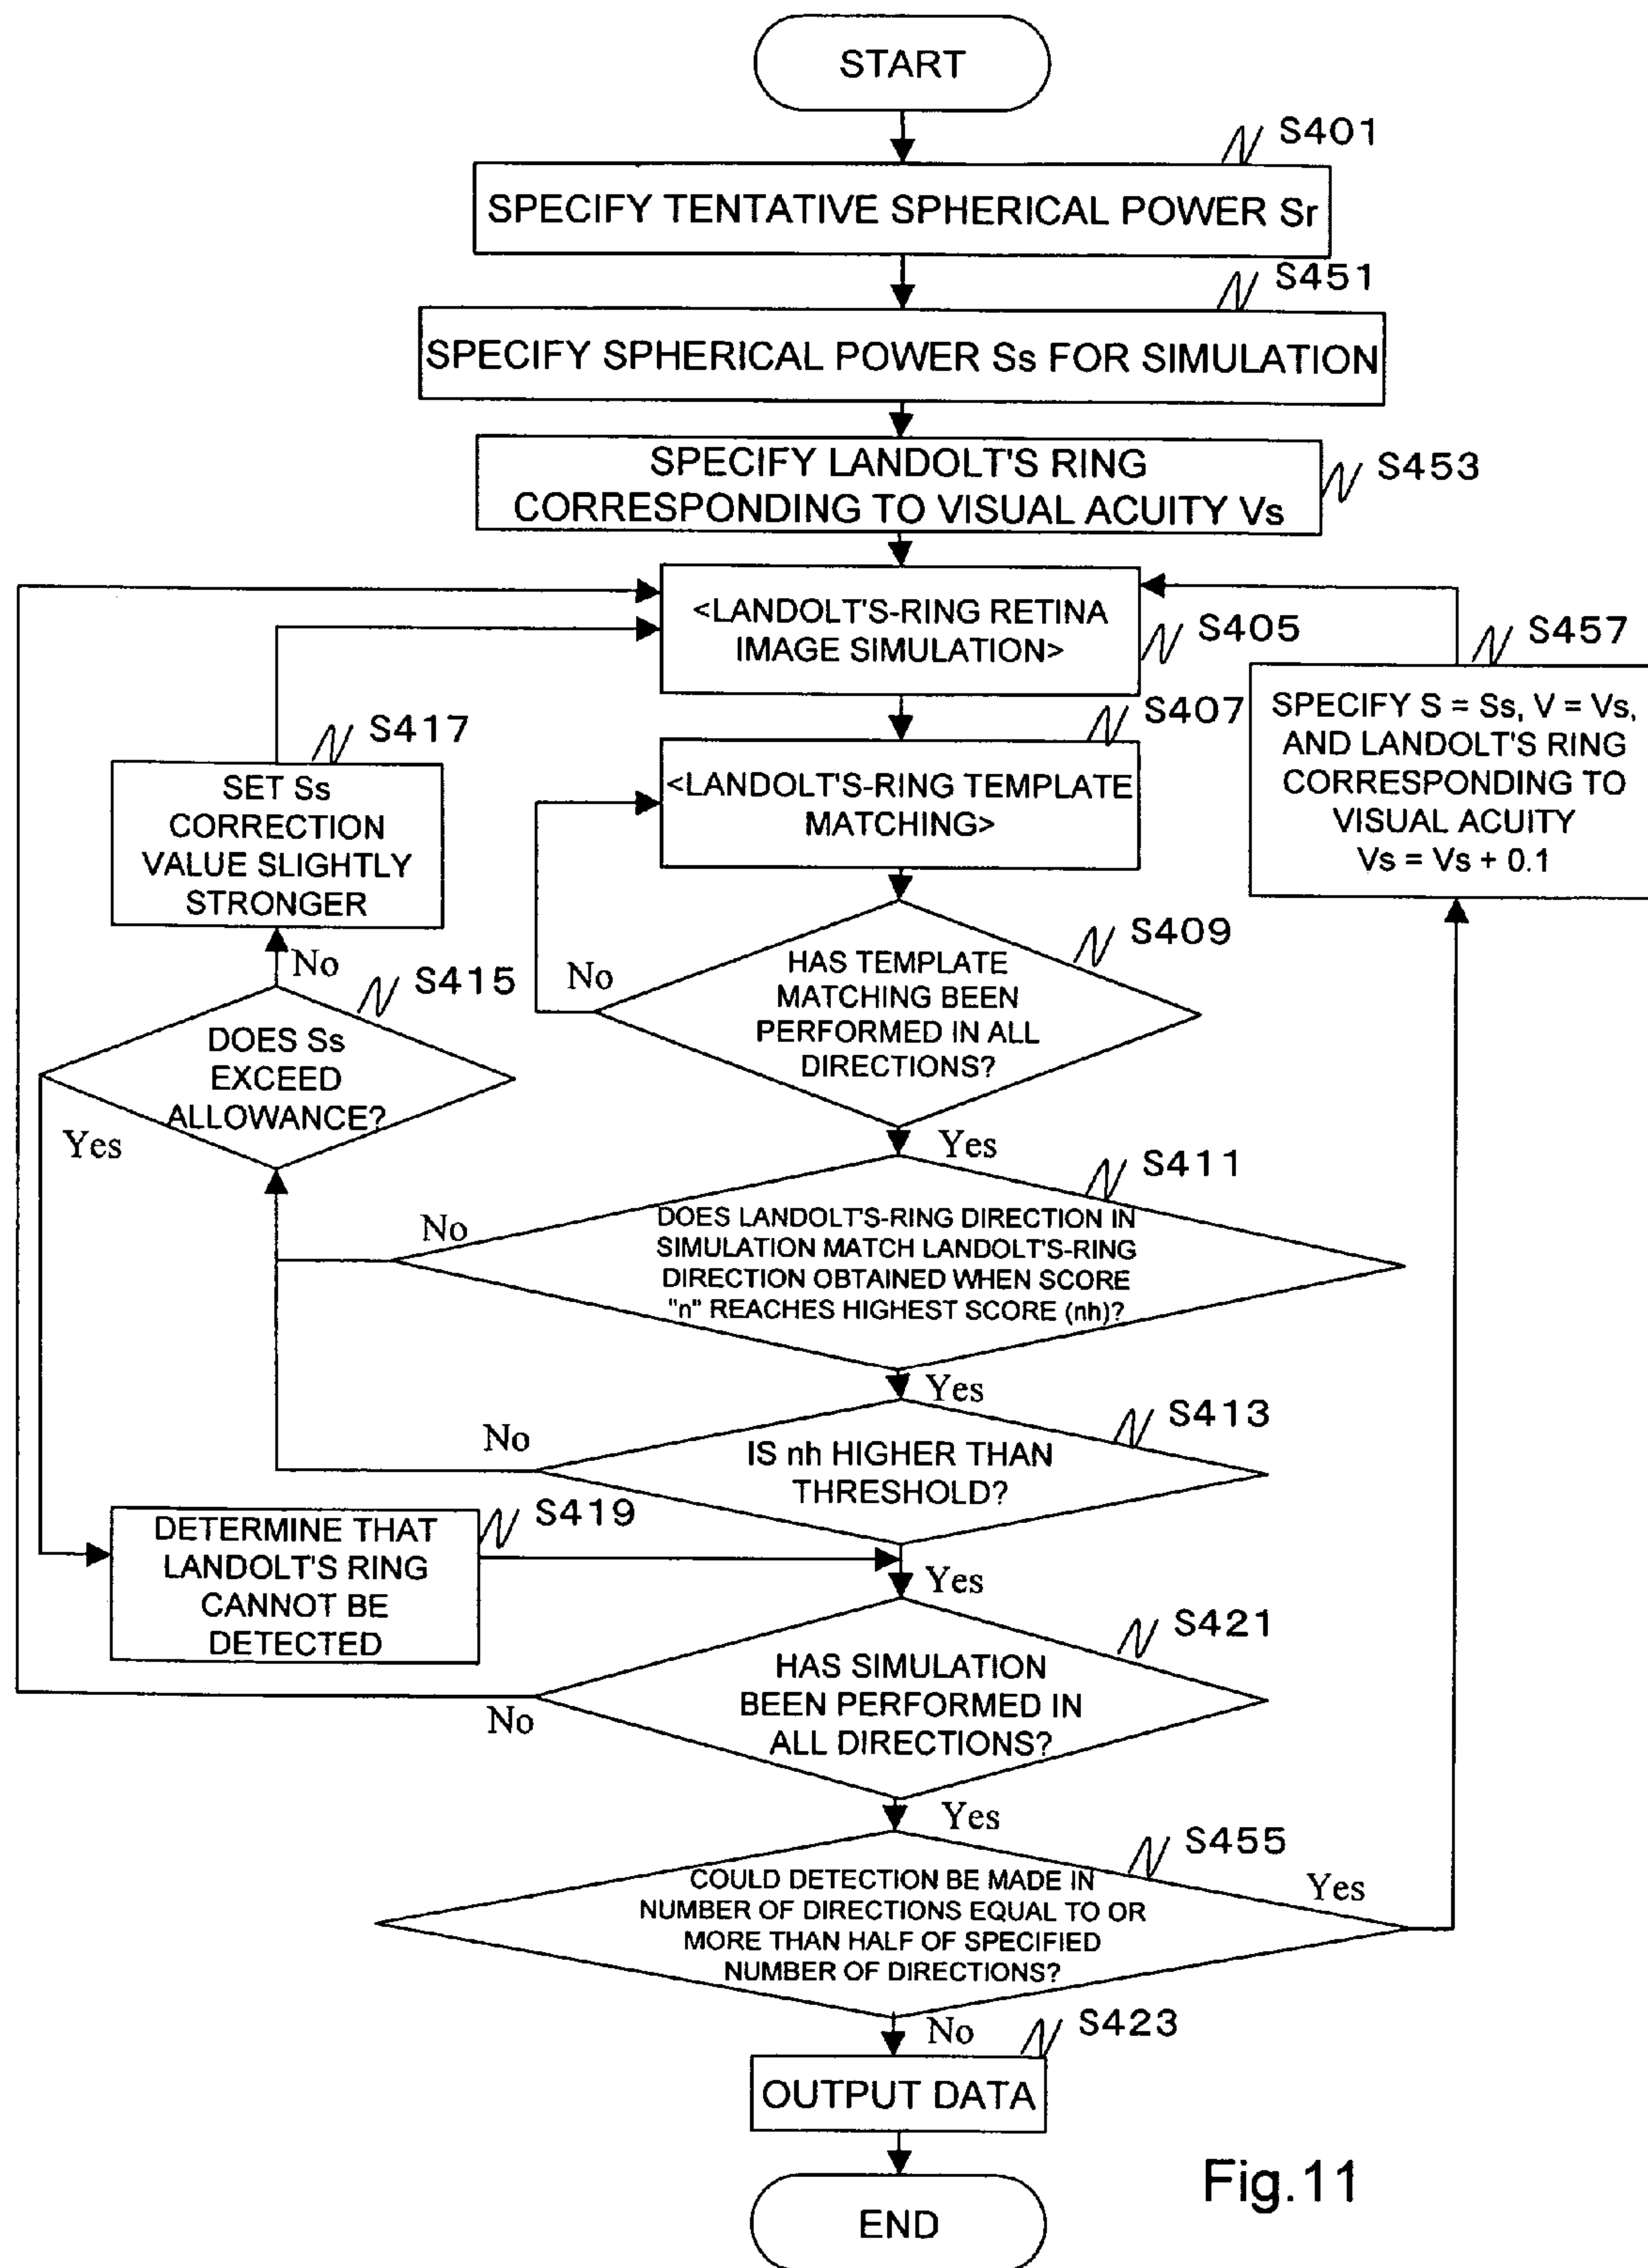 START
S401
SPECIFY TENTATIVE SPHERICAL POWER Sr
S451
SPECIFY SPHERICAL POWER Ss FOR SIMULATION
S453
SPECIFY LANDOLT'S RING
CORRESPONDING TO VISUAL ACUITY Vs
<LANDOLT'S-RING RETINA
IMAGE SIMULATION>
S405
S457
SPECIFY S = Ss, V = Vs,
AND LANDOLT'S RING
CORRESPONDING TO
VISUAL ACUITY
Vs = Vs + 0.1
S407
<LANDOLT'S-RING TEMPLATE
MATCHING>
S417
SET Ss
CORRECTION
VALUE SLIGHTLY
STRONGER
No
S409
HAS TEMPLATE
MATCHING BEEN
PERFORMED IN ALL
DIRECTIONS?
No
Yes
S415
DOES Ss
EXCEED
ALLOWANCE?
Yes
S411
DOES LANDOLT'S-RING DIRECTION IN
SIMULATION MATCH LANDOLT'S-RING
DIRECTION OBTAINED WHEN SCORE
"n" REACHES HIGHEST SCORE (nh)?
No
Yes
S413
IS nh HIGHER THAN
THRESHOLD?
No
Yes
S419
DETERMINE THAT
LANDOLT'S RING
CANNOT BE
DETECTED
S421
HAS SIMULATION
BEEN PERFORMED IN
ALL DIRECTIONS?
No
Yes
S455
COULD DETECTION BE MADE IN
NUMBER OF DIRECTIONS EQUAL TO OR
MORE THAN HALF OF SPECIFIED
NUMBER OF DIRECTIONS?
Yes
No
S423
OUTPUT DATA
END
Fig.11